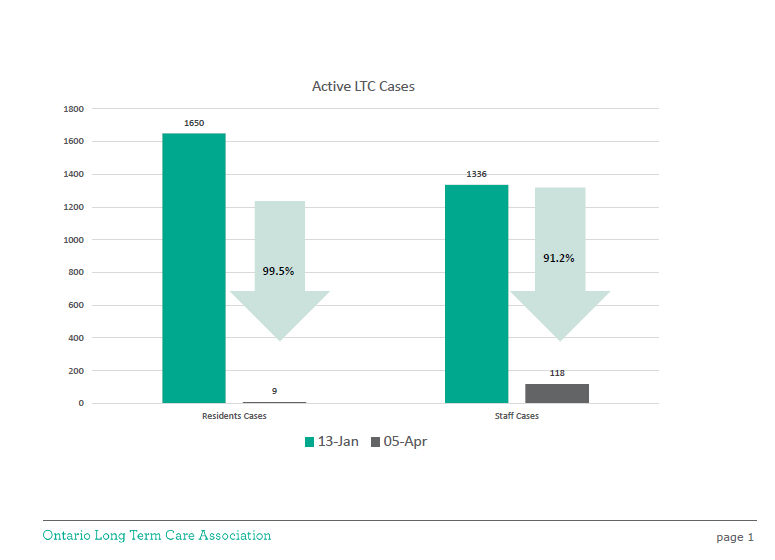 Active LTC Cases
1800
1600
1400
1200
1000
800
600
400
200
0
1650
99.5%
9
1336
91.2%
118
Residents Cases
Staff Cases
13-Jan 05-Apr
Ontario Long Term Care Association
page 1